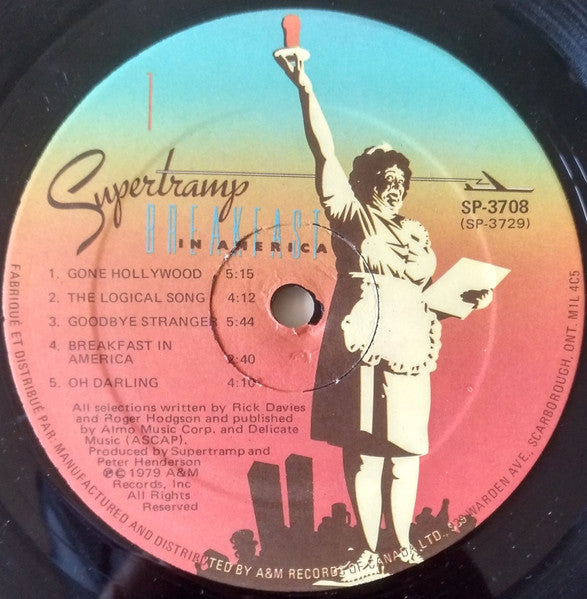 1
Supertramp
BREAKFAST
IN AMERICA
SP-3708
(SP-3729)
1. GONE HOLLYWOOD 5:15
2. THE LOGICAL SONG 4:12
3. GOODBYE STRANGER 5:44
4. BREAKFAST IN
AMERICA 2:40
5. OH DARLING 4:10
All selections written by Rick Davies
and Roger Hodgson and published
by Almo Music Corp. and Delicate
Music (ASCAP).
Produced by Supertramp and
Peter Henderson
℗© 1979 A&M
Records, Inc
All Rights
Reserved
FABRIQUÉ ET DISTRIBUÉ PAR · MANUFACTURED AND DISTRIBUTED BY A&M RECORDS OF CANADA LTD., 939 WARDEN AVE., SCARBOROUGH, ONT. M1L 4C5